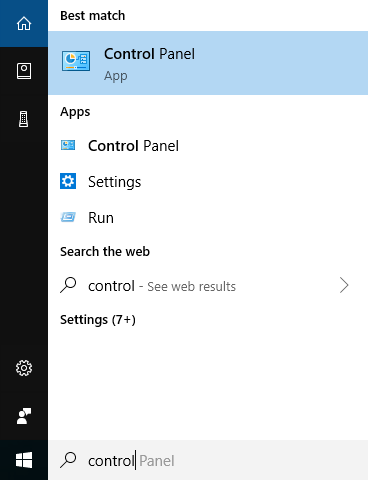 Best match
Control Panel
App
Apps
Control Panel
Settings
Run
Search the web
control - See web results
Settings (7+)
control Panel